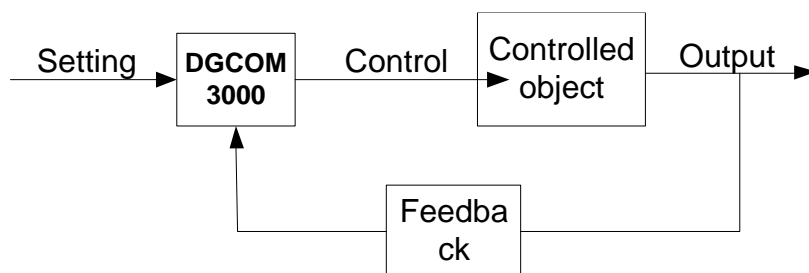 Setting
DGCOM
3000
Control
Controlled
object
Output
Feedba
ck